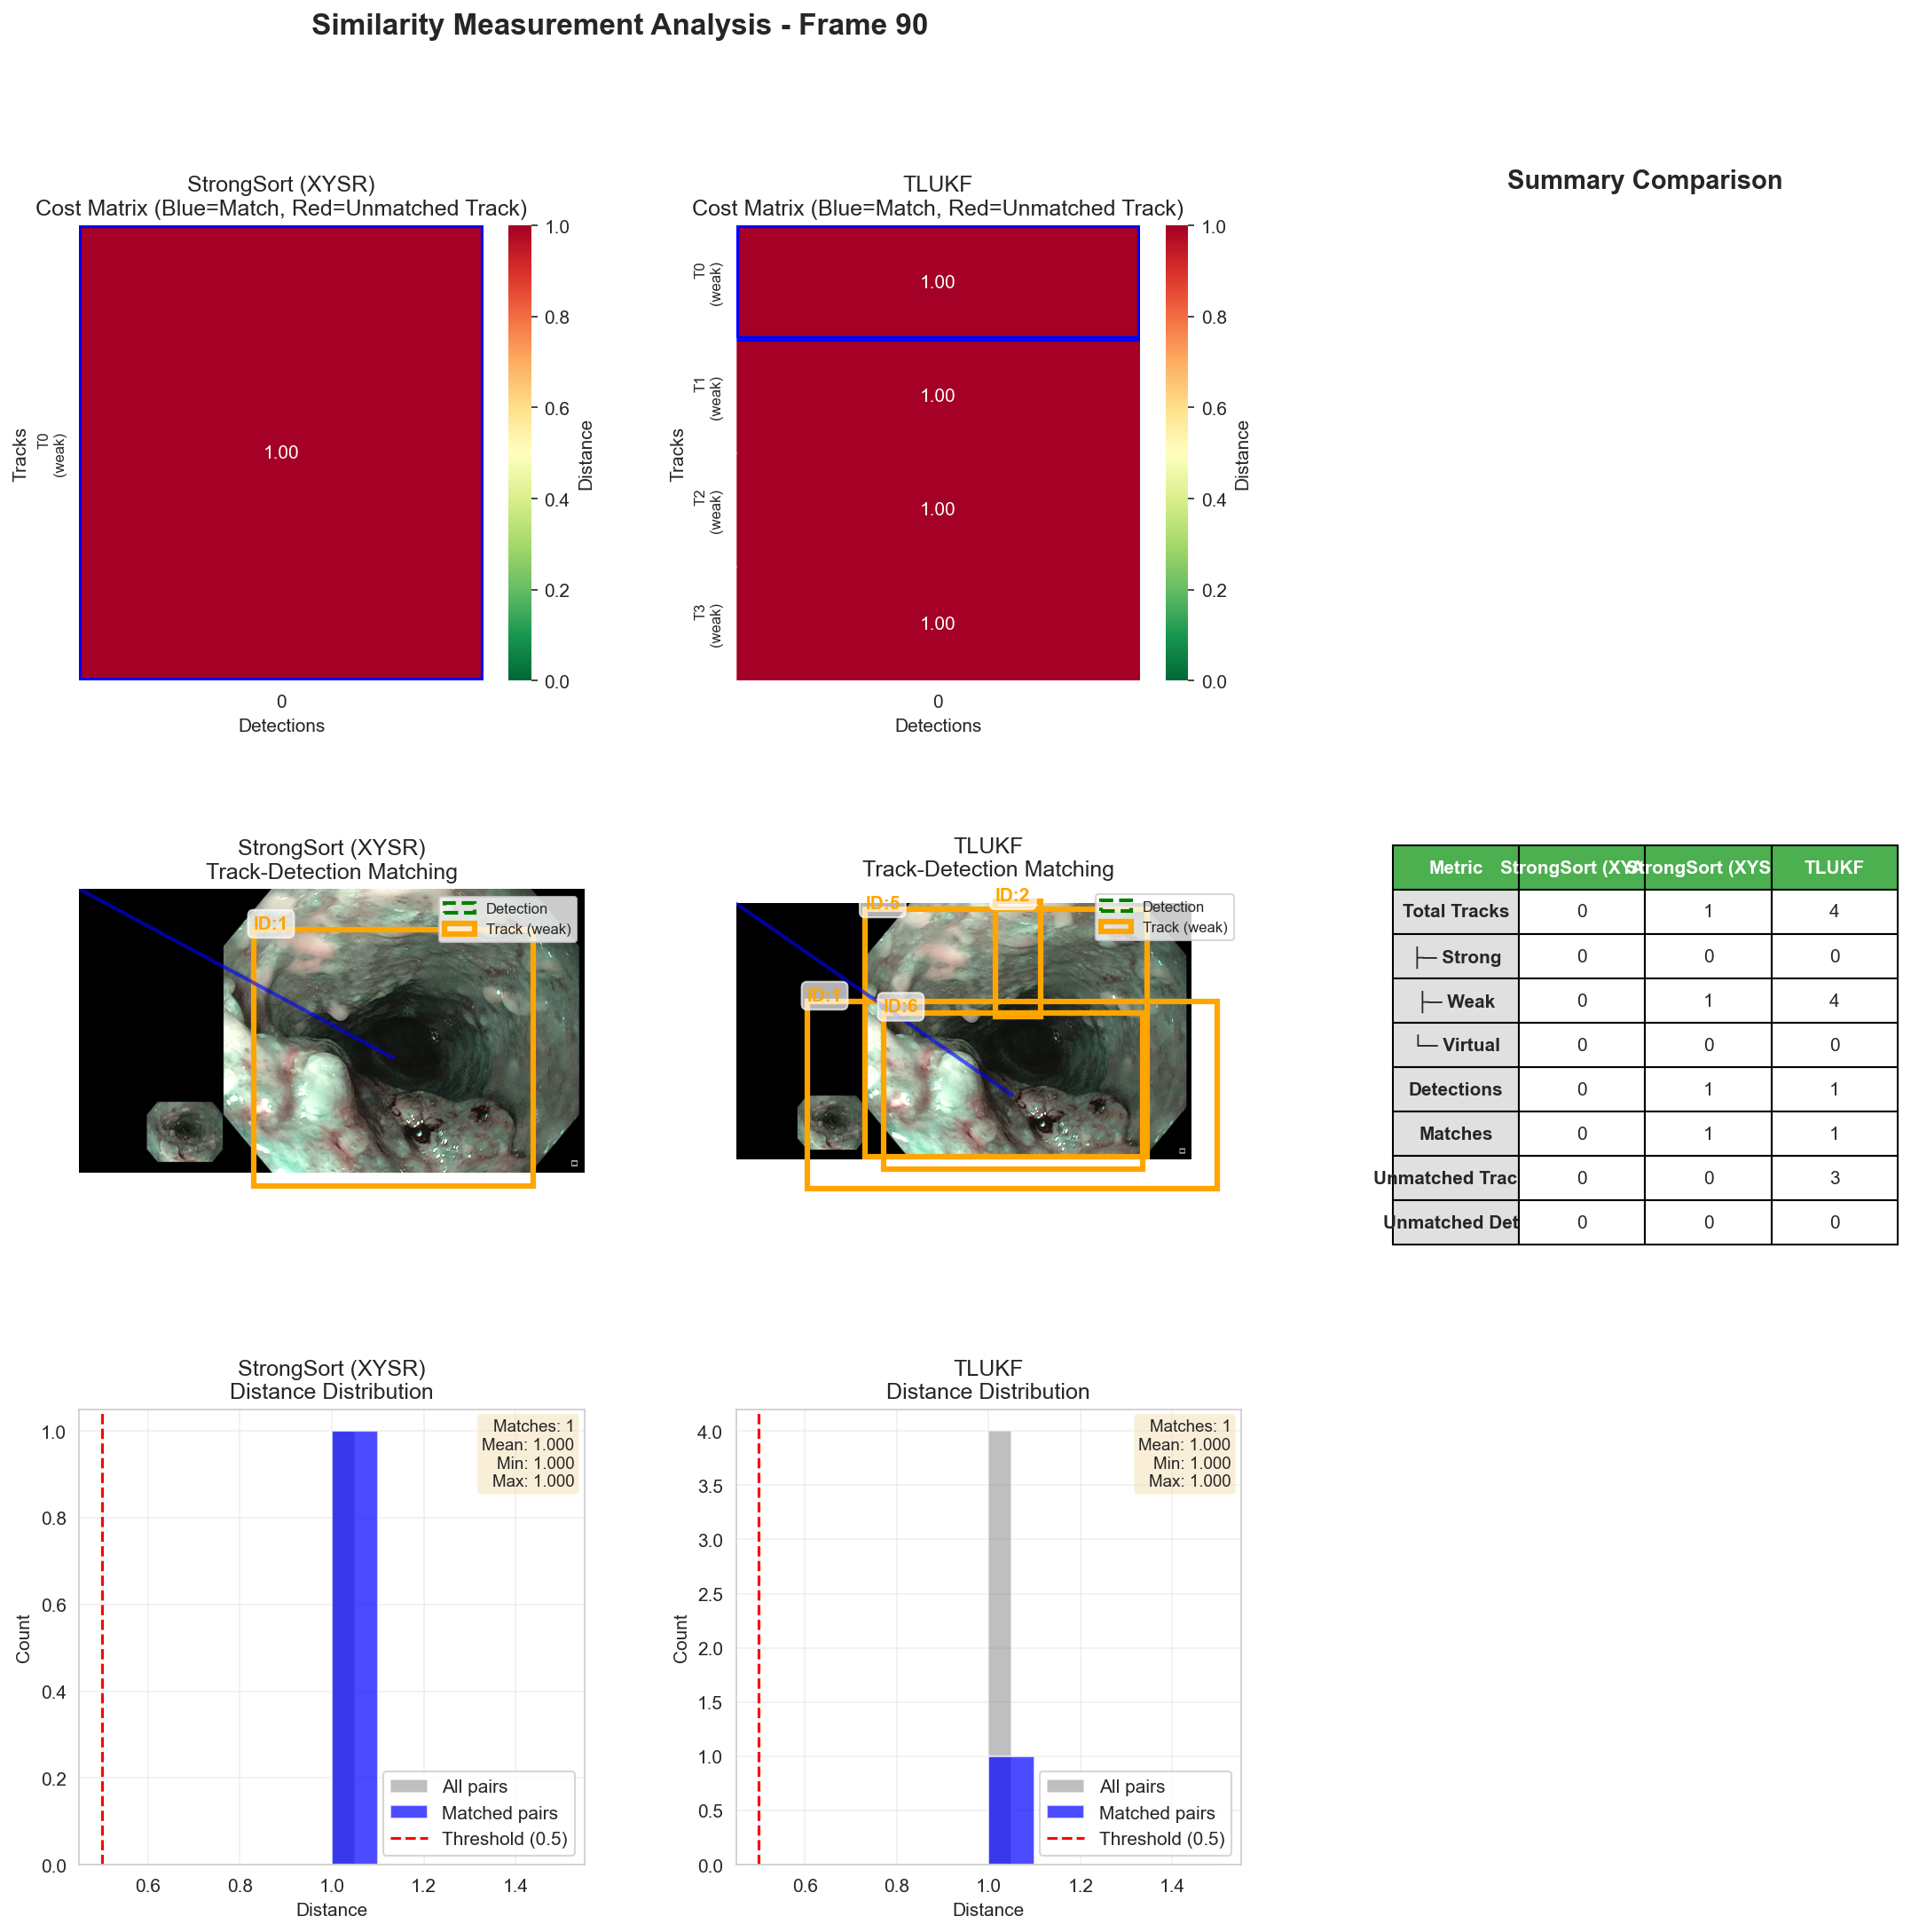 Similarity Measurement Analysis - Frame 90
StrongSort (XYSR)
Cost Matrix (Blue=Match, Red=Unmatched Track)
1.00
T0
(weak)
Tracks
0
Detections
1.0
0.8
0.6
0.4
0.2
0.0
Distance
TLUKF
Cost Matrix (Blue=Match, Red=Unmatched Track)
T0
(weak)
1.00
T1
(weak)
1.00
T2
(weak)
1.00
T3
(weak)
1.00
Tracks
0
Detections
1.0
0.8
0.6
0.4
0.2
0.0
Distance
Summary Comparison
StrongSort (XYSR)
Track-Detection Matching
ID:1
Detection
Track (weak)
TLUKF
Track-Detection Matching
ID:5
ID:2
ID:1
ID:6
Detection
Track (weak)
Metric StrongSort (XYSR) TLUKF
Total Tracks 0 1 4
├─ Strong 0 0 0
├─ Weak 0 1 4
└─ Virtual 0 0 0
Detections 0 1 1
Matches 0 1 1
Unmatched Trac 0 0 3
Unmatched Det 0 0 0
StrongSort (XYSR)
Distance Distribution
Matches: 1
Mean: 1.000
Min: 1.000
Max: 1.000
1.0
0.8
0.6
0.4
0.2
0.0
Count
All pairs
Matched pairs
Threshold (0.5)
0.6 0.8 1.0 1.2 1.4
Distance
TLUKF
Distance Distribution
Matches: 1
Mean: 1.000
Min: 1.000
Max: 1.000
4.0
3.5
3.0
2.5
2.0
1.5
1.0
0.5
0.0
Count
All pairs
Matched pairs
Threshold (0.5)
0.6 0.8 1.0 1.2 1.4
Distance